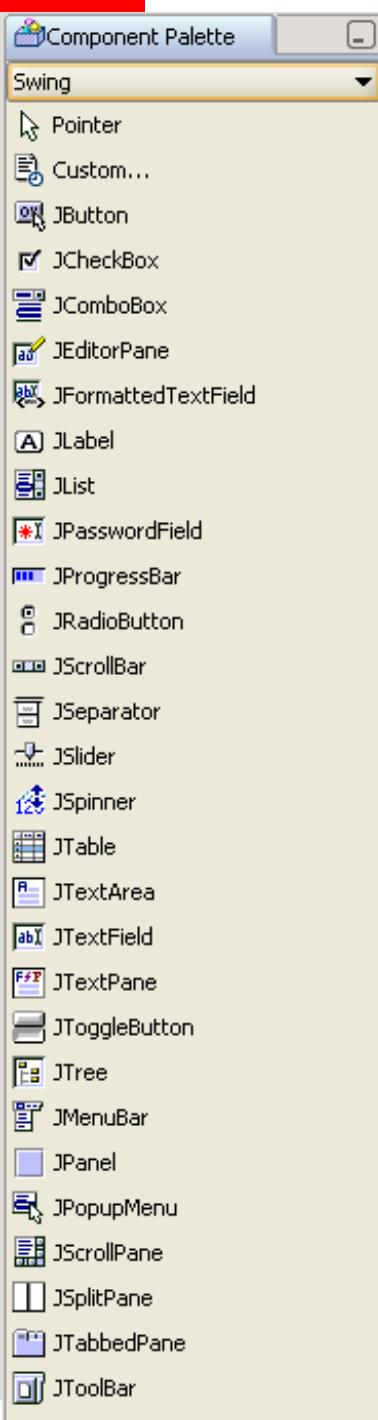 Component Palette
Swing
Pointer
Custom...
JButton
JCheckBox
JComboBox
JEditorPane
JFormattedTextField
JLabel
JList
JPasswordField
JProgressBar
JRadioButton
JScrollBar
JSeparator
JSlider
JSpinner
JTable
JTextArea
JTextField
JTextPane
JToggleButton
JTree
JMenuBar
JPanel
JPopupMenu
JScrollPane
JSplitPane
JTabbedPane
JToolBar